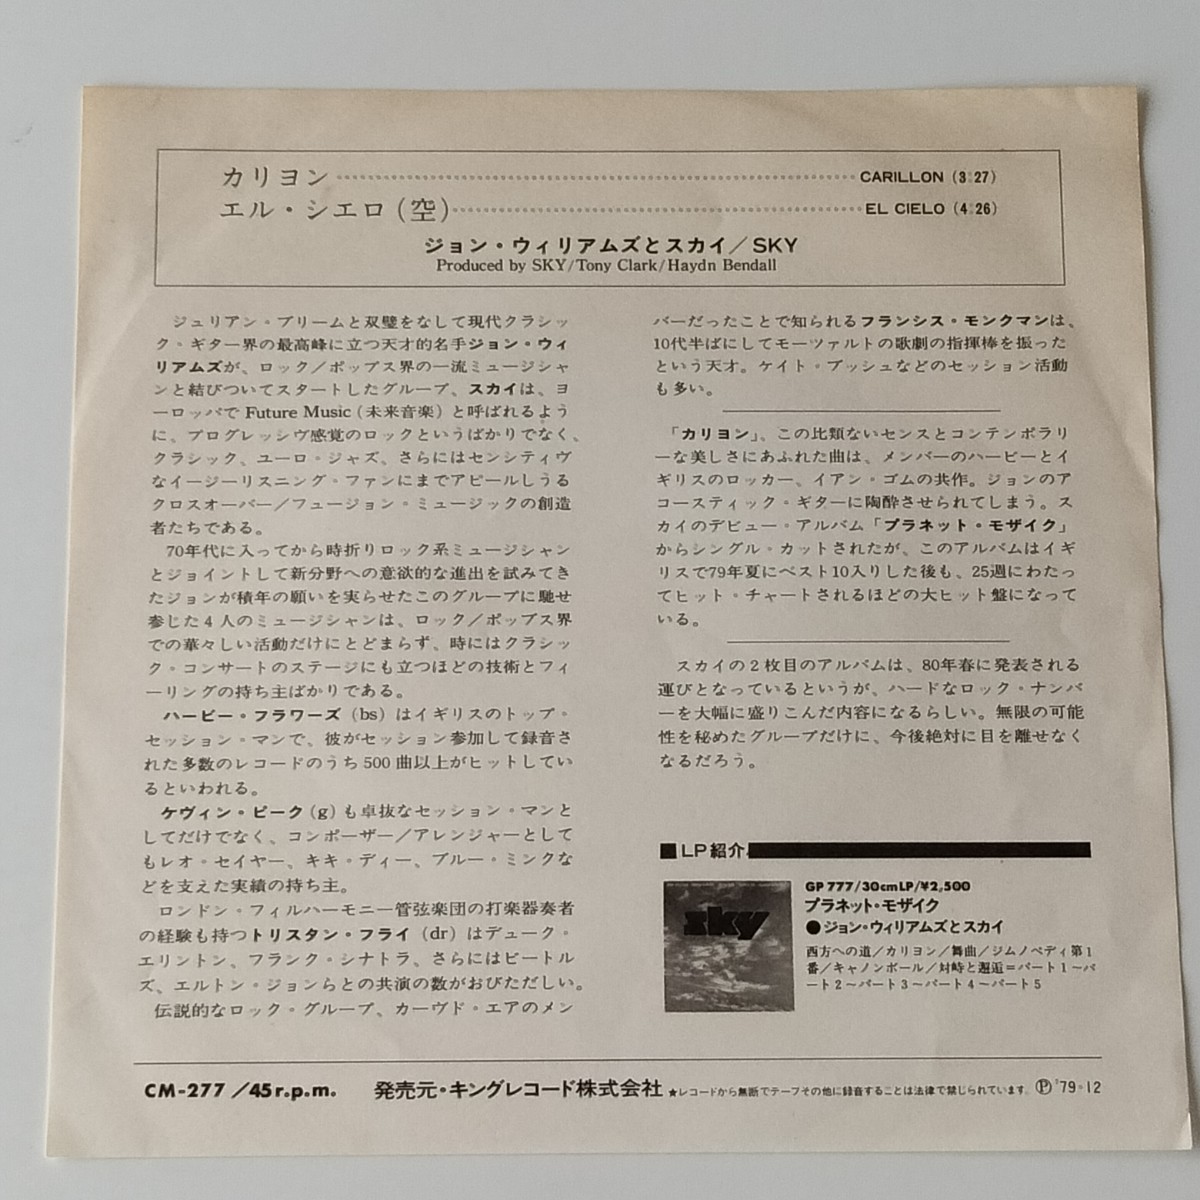 カリヨン………………………………CARILLON (3:27)
エル・シエロ(空)………………………………EL CIELO (4:26)
ジョン・ウィリアムズとスカイ／SKY
Produced by SKY/Tony Clark/Haydn Bendall
ジュリアン・ブリームと双璧をなして現代クラシッ
ク・ギター界の最高峰に立つ天才的名手ジョン・ウィ
リアムズが、ロック／ポップス界の一流ミュージシャ
ンと結びついてスタートしたグループ、スカイは、ヨ
ーロッパで Future Music (未来音楽) と呼ばれるよう
に、プログレッシヴ感覚のロックというばかりでなく、
クラシック、ユーロ・ジャズ、さらにはセンシティヴ
なイージーリスニング・ファンにまでアピールしうる
クロスオーバー／フュージョン・ミュージックの創造
者たちである。
70年代に入ってから時折りロック系ミュージシャン
とジョイントして新分野への意欲的な進出を試みてき
たジョンが積年の願いを実らせたこのグループに馳せ
参じた4人のミュージシャンは、ロック／ポップス界
での華々しい活動だけにとどまらず、時にはクラシッ
ク・コンサートのステージにも立つほどの技術とフィ
ーリングの持ち主ばかりである。
ハービー・フラワーズ (bs) はイギリスのトップ・
セッション・マンで、彼がセッション参加して録音さ
れた多数のレコードのうち 500 曲以上がヒットしてい
るといわれる。
ケヴィン・ピーク (g) も卓抜なセッション・マンと
してだけでなく、コンポーザー／アレンジャーとして
もレオ・セイヤー、キキ・ディー、ブルー・ミンクな
どを支えた実績の持ち主。
ロンドン・フィルハーモニー管弦楽団の打楽器奏者
の経験も持つトリスタン・フライ (dr) はデューク・
エリントン、フランク・シナトラ、さらにはビートル
ズ、エルトン・ジョンらとの共演の数がおびただしい。
伝説的なロック・グループ、カーヴド・エアのメン
バーだったことで知られるフランシス・モンクマンは、
10代半ばにしてモーツァルトの歌劇の指揮棒を振った
という天才。ケイト・ブッシュなどのセッション活動
も多い。
「カリヨン」、この比類ないセンスとコンテンポラリ
ーな美しさにあふれた曲は、メンバーのハービーとイ
ギリスのロッカー、イアン・ゴムの共作。ジョンのア
コースティック・ギターに陶酔させられてしまう。ス
カイのデビュー・アルバム「プラネット・モザイク」
からシングル・カットされたが、このアルバムはイギ
リスで79年夏にベスト10入りした後も、25週にわたっ
てヒット・チャートされるほどの大ヒット盤になって
いる。
スカイの2枚目のアルバムは、80年春に発表される
運びとなっているというが、ハードなロック・ナンバ
ーを大幅に盛りこんだ内容になるらしい。無限の可能
性を秘めたグループだけに、今後絶対に目を離せなく
なるだろう。
■LP紹介
sky
GP 777/30cmLP/¥2,500
プラネット・モザイク
●ジョン・ウィリアムズとスカイ
西方への道／カリヨン／舞曲／ジムノペディ第1
番／キャノンボール／対峙と邂逅＝パート1〜パ
ート2〜パート3〜パート4〜パート5
CM-277 /45 r.p.m. 発売元・キングレコード株式会社 ★レコードから無断でテープその他に録音することは法律で禁じられています。 Ⓟ'79・12